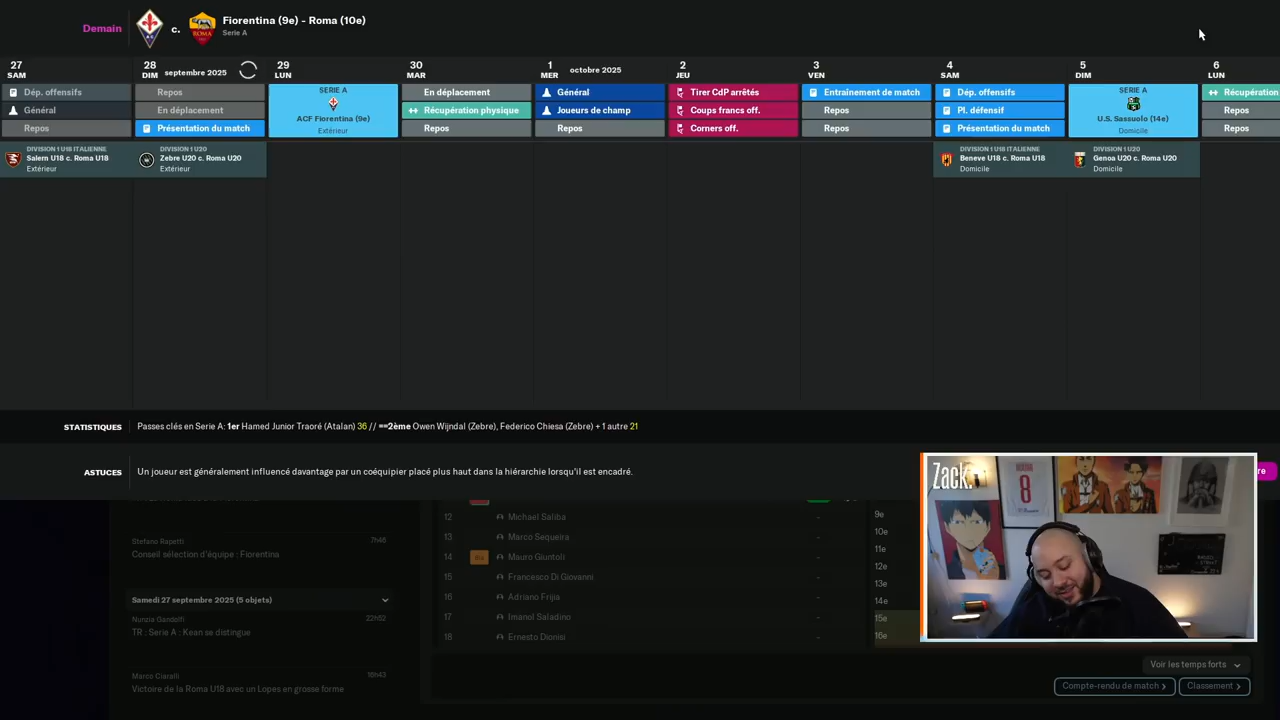 Demain
c.
Fiorentina (9e) - Roma (10e)
Serie A
27 SAM
28 DIM septembre 2025
29 LUN
30 MAR
1 MER octobre 2025
2 JEU
3 VEN
4 SAM
5 DIM
6 LUN
Dép. offensifs
Général
Repos
Repos
En déplacement
Présentation du match
SERIE A
ACF Fiorentina (9e)
Extérieur
En déplacement
Récupération physique
Repos
Général
Joueurs de champ
Repos
Tirer CdP arrêtés
Coups francs off.
Corners off.
Entraînement de match
Repos
Repos
Dép. offensifs
Pl. défensif
Présentation du match
SERIE A
U.S. Sassuolo (14e)
Domicile
Récupération
Repos
Repos
DIVISION 1 U18 ITALIENNE
Salern U18 c. Roma U18
Extérieur
DIVISION 1 U20
Zebre U20 c. Roma U20
Extérieur
DIVISION 1 U18 ITALIENNE
Beneve U18 c. Roma U18
Domicile
DIVISION 1 U20
Genoa U20 c. Roma U20
Domicile
STATISTIQUES
Passes clés en Serie A: 1er Hamed Junior Traoré (Atalan) 36 // ==2ème Owen Wijndal (Zebre), Federico Chiesa (Zebre) + 1 autre 21
ASTUCES
Un joueur est généralement influencé davantage par un coéquipier placé plus haut dans la hiérarchie lorsqu'il est encadré.
re
Zack.
8
Stefano Rapetti
7h46
Conseil sélection d'équipe : Fiorentina
Samedi 27 septembre 2025 (5 objets)
Nunzia Gandolfi
22h52
TR : Serie A : Kean se distingue
Marco Ciaralli
16h43
Victoire de la Roma U18 avec un Lopes en grosse forme
12 Michael Saliba -
13 Marco Sequeira -
14 Mauro Giuntoli -
15 Francesco Di Giovanni -
16 Adriano Frijia -
17 Imanol Saladino -
18 Ernesto Dionisi -
9e
10e
11e
12e
13e
14e
15e
16e
Voir les temps forts
Compte-rendu de match
Classement